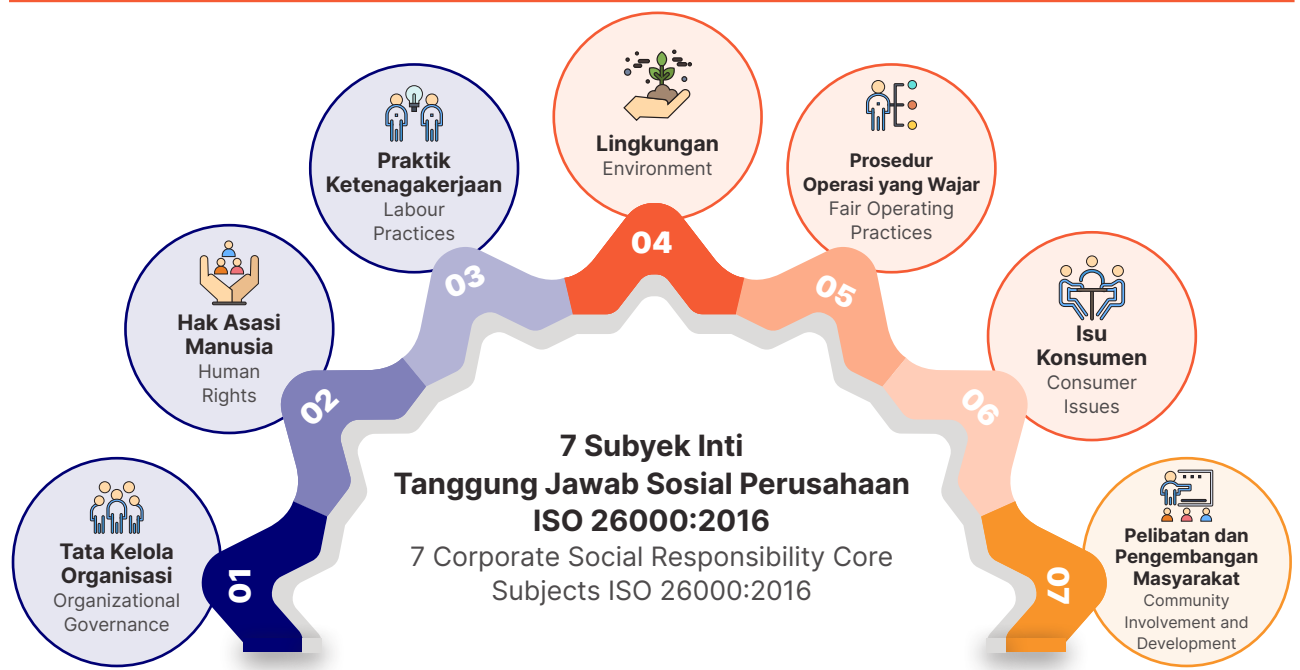 01
Tata Kelola
Organisasi
Organizational
Governance
02
Hak Asasi
Manusia
Human
Rights
03
Praktik
Ketenagakerjaan
Labour
Practices
04
Lingkungan
Environment
05
Prosedur
Operasi yang Wajar
Fair Operating
Practices
06
Isu
Konsumen
Consumer
Issues
07
Pelibatan dan
Pengembangan
Masyarakat
Community
Involvement and
Development
7 Subyek Inti
Tanggung Jawab Sosial Perusahaan
ISO 26000:2016
7 Corporate Social Responsibility Core
Subjects ISO 26000:2016